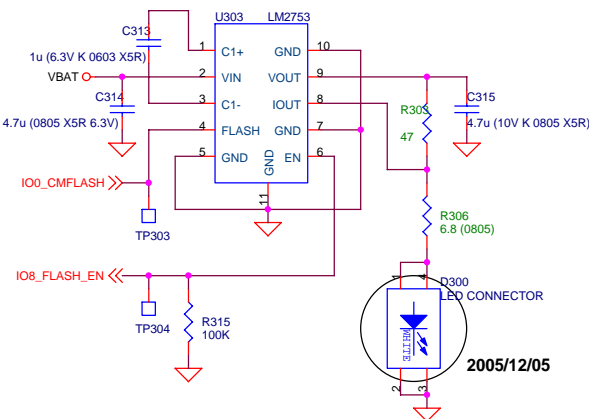 U303 LM2753
C313
1u (6.3V K 0603 X5R)
VBAT
C314
4.7u (0805 X5R 6.3V)
1 C1+ GND 10
2 VIN VOUT 9
3 C1- IOUT 8
4 FLASH GND 7
5 GND EN 6
GND
11
R303
47
C315
4.7u (10V K 0805 X5R)
IO0_CMFLASH
TP303
R306
6.8 (0805)
IO8_FLASH_EN
TP304
R315
100K
1 4
D300
LED CONNECTOR
WHITE
2 3
2005/12/05